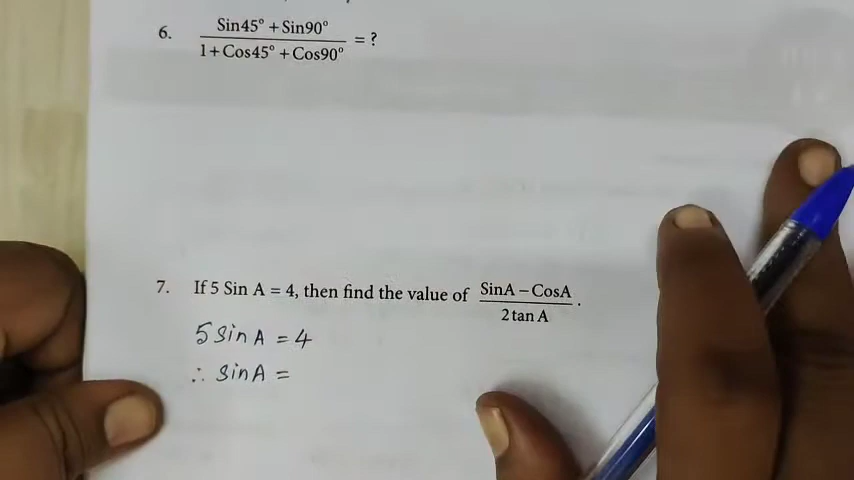 6. Sin45° + Sin90° / 1 + Cos45° + Cos90° = ?
7. If 5 Sin A = 4, then find the value of SinA – CosA / 2 tan A .
5 sin A = 4
∴ sin A =